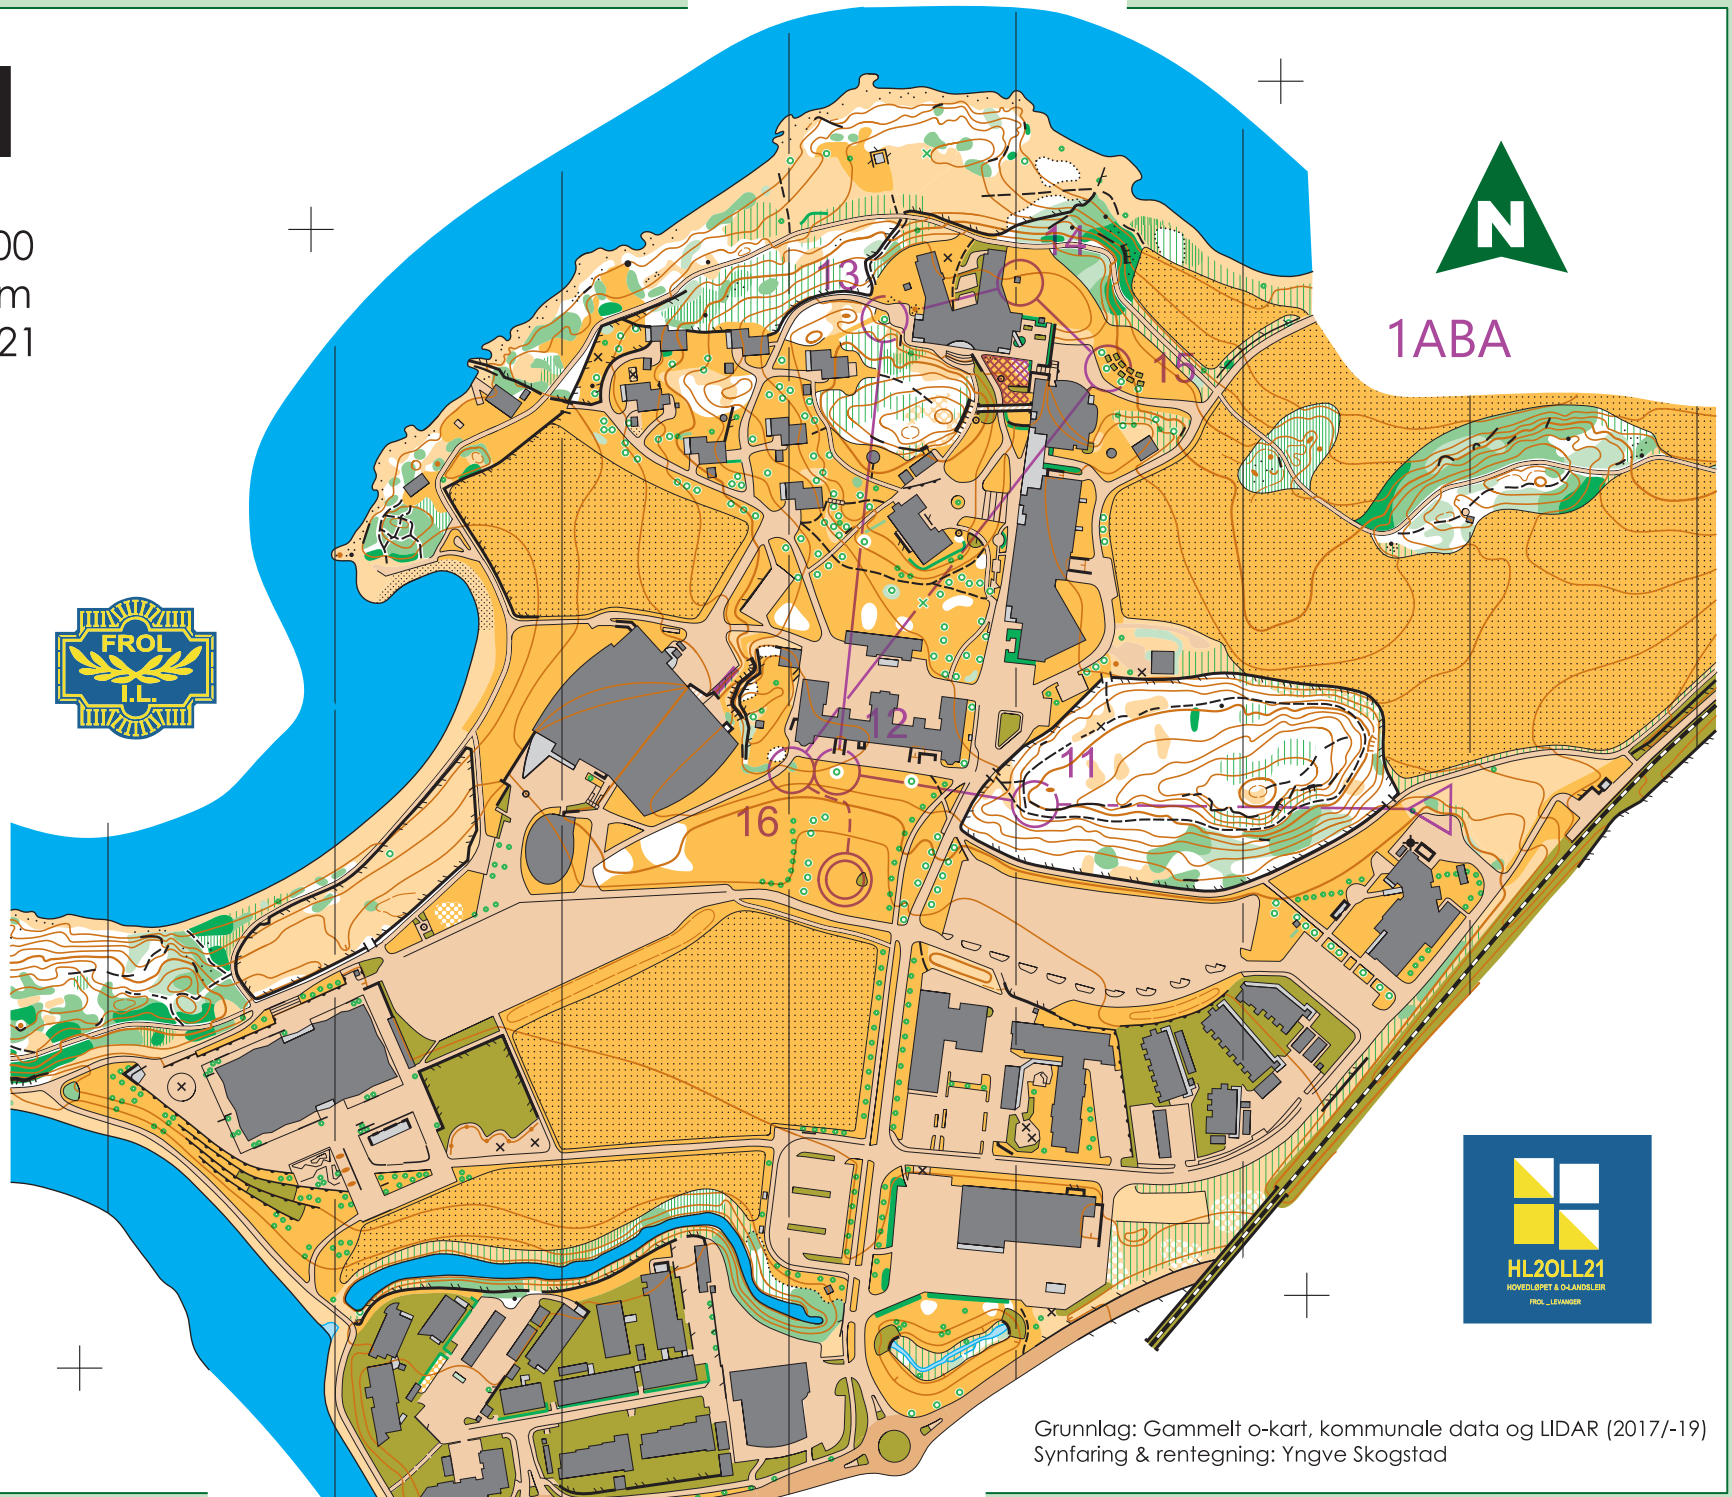 00
m
21
N
1ABA
14
13
15
FROL
I.L.
12
11
16
HL2OLL21
HOVEDLØPET & O-LANDSLEIR
FROL _ LEVANGER
Grunnlag: Gammelt o-kart, kommunale data og LIDAR (2017/-19)
Synfaring & rentegning: Yngve Skogstad